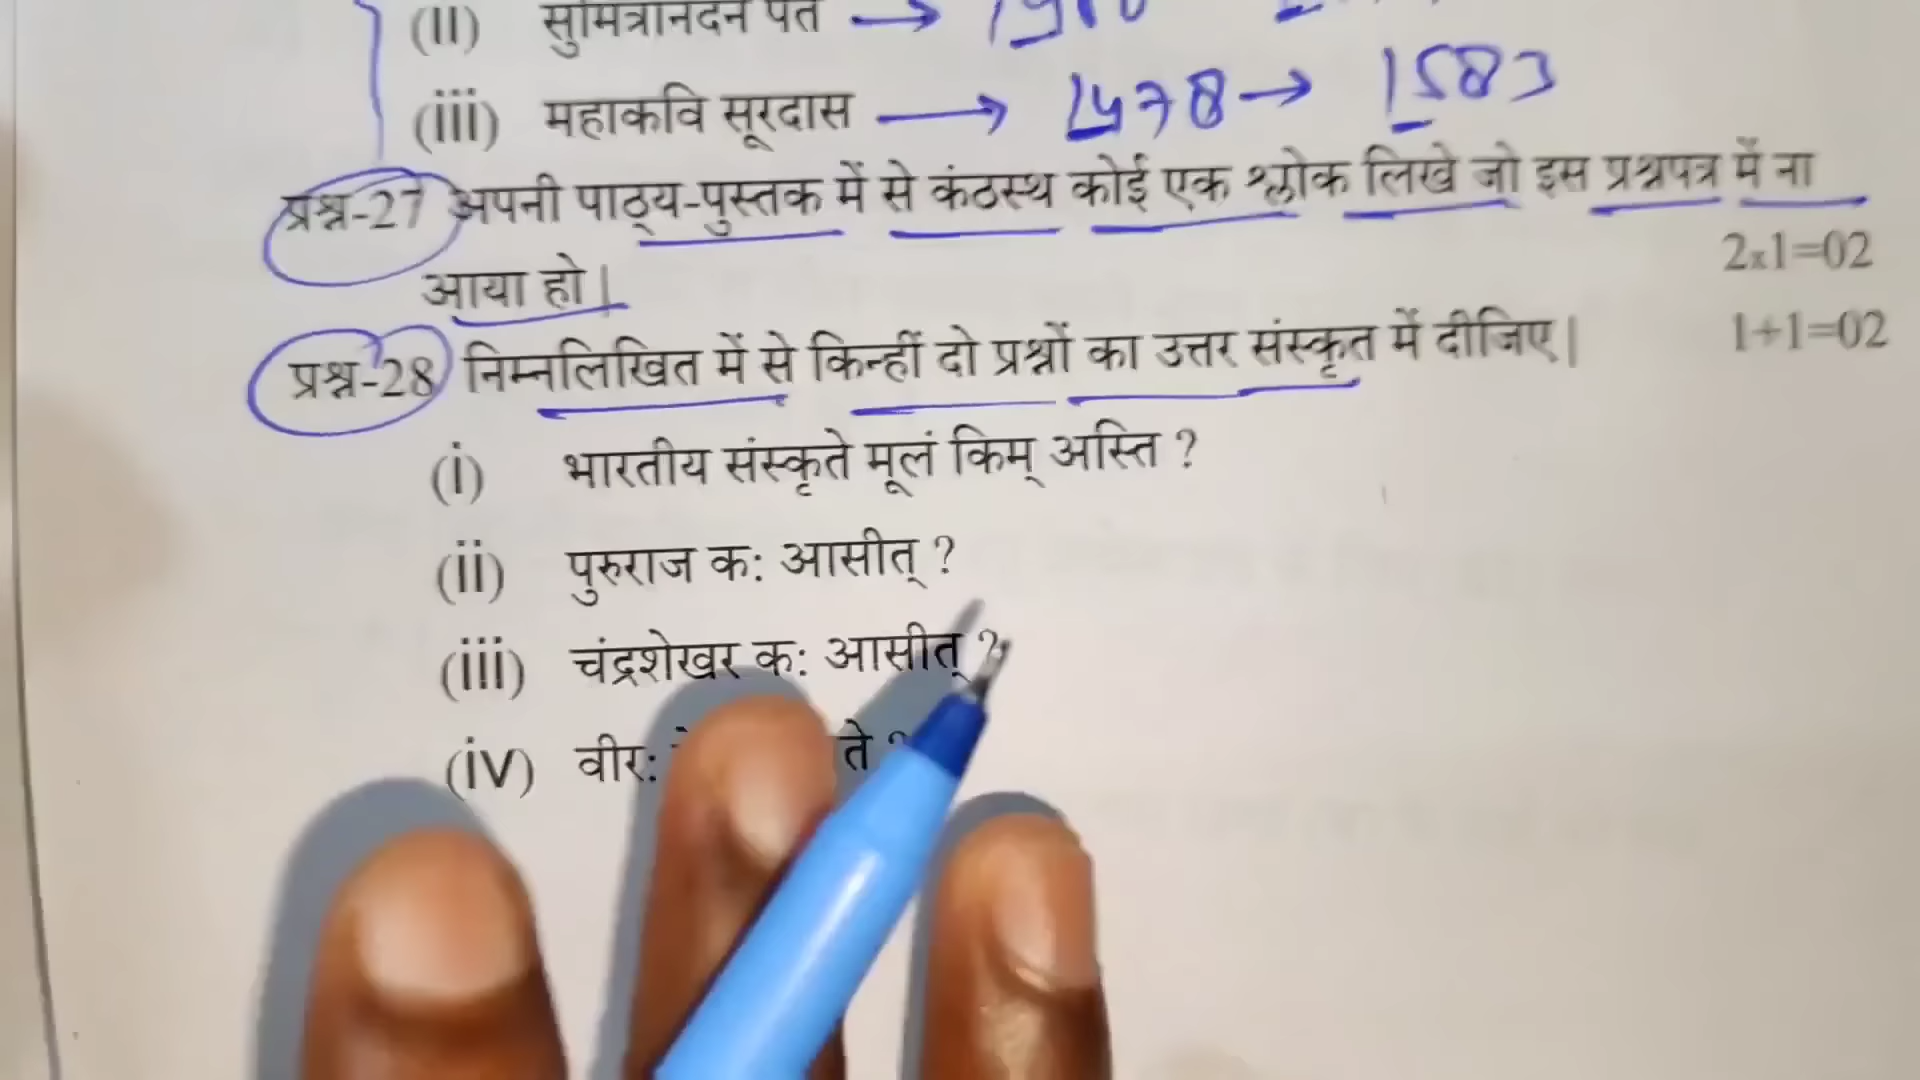 (ii) सुमित्रानंदन पंत →
(iii) महाकवि सूरदास → 1478 → 1583
प्रश्न-27 अपनी पाठ्य-पुस्तक में से कंठस्थ कोई एक श्लोक लिखे जो इस प्रश्नपत्र में ना
आया हो| 2x1=02
प्रश्न-28 निम्नलिखित में से किन्हीं दो प्रश्नों का उत्तर संस्कृत में दीजिए| 1+1=02
(i) भारतीय संस्कृते मूलं किम् अस्ति ?
(ii) पुरुराज क: आसीत् ?
(iii) चंद्रशेखर क: आसीत् ?
(iv) वीर: ते ?